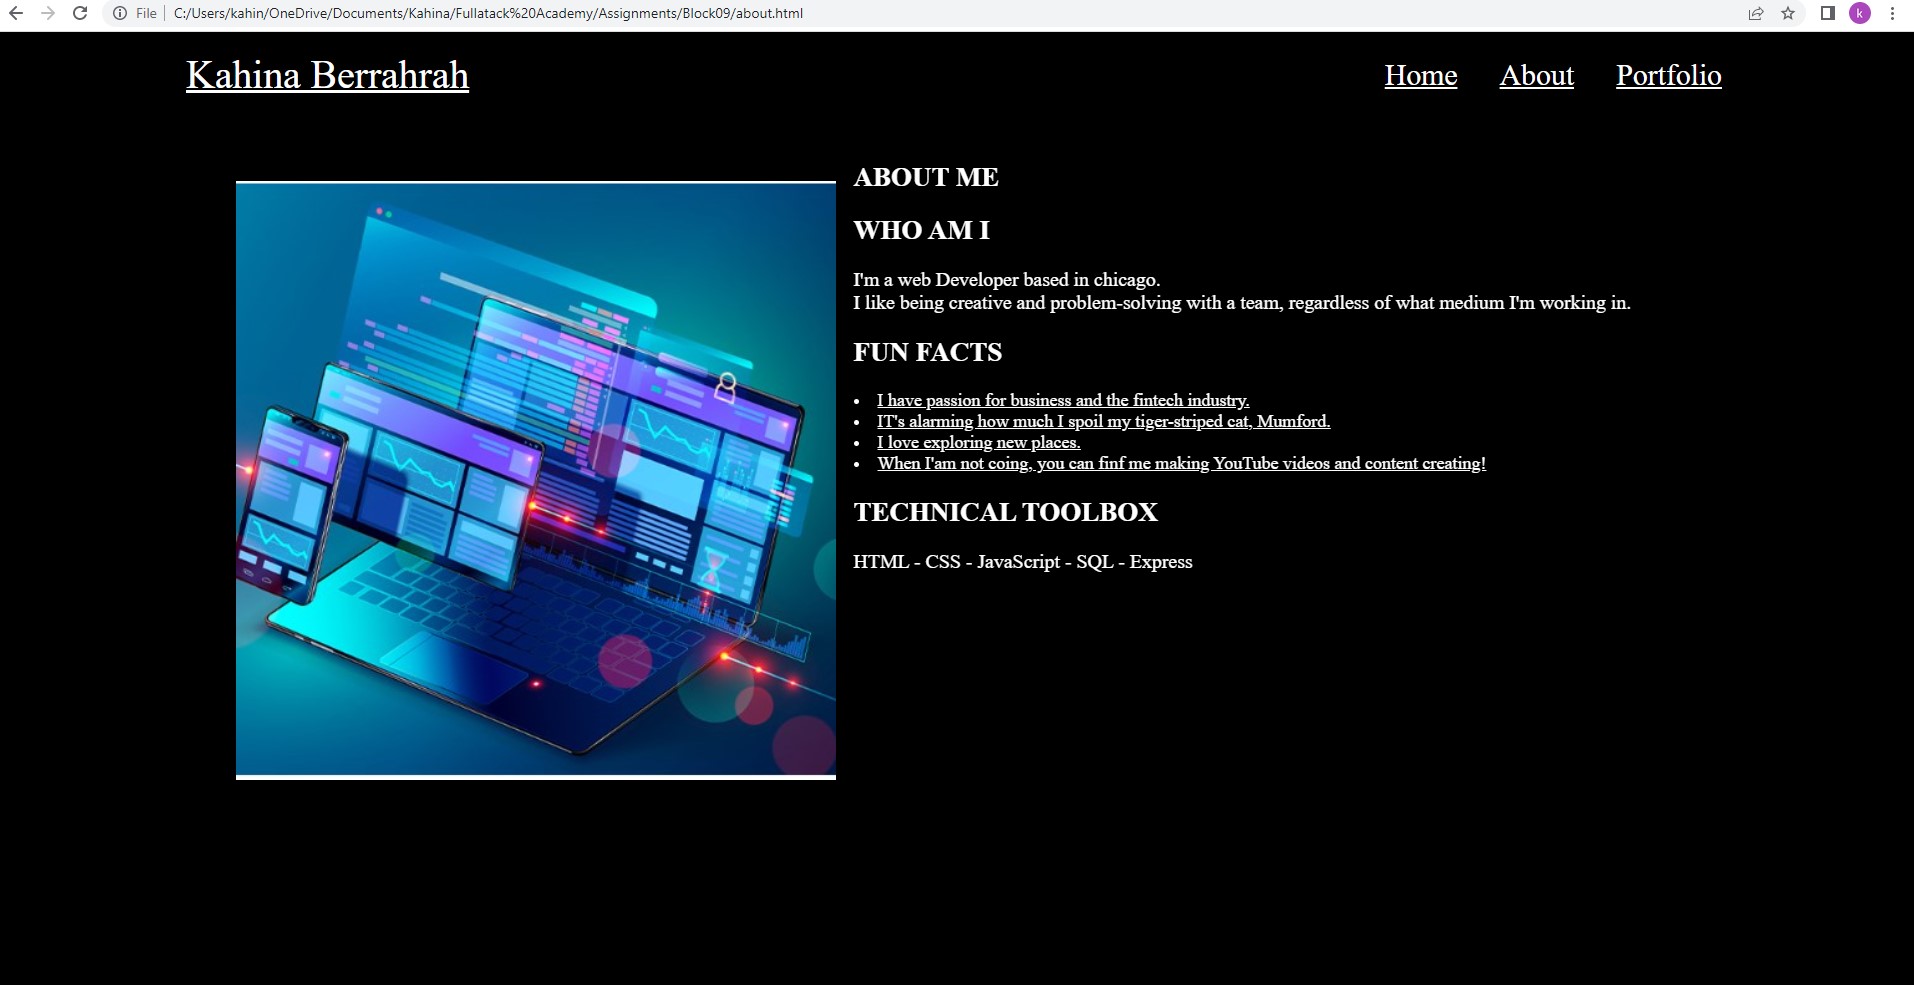 File
C:/Users/kahin/OneDrive/Documents/Kahina/Fullatack%20Academy/Assignments/Block09/about.html
k
Kahina Berrahrah
Home About Portfolio
ABOUT ME
WHO AM I
I'm a web Developer based in chicago.
I like being creative and problem-solving with a team, regardless of what medium I'm working in.
FUN FACTS
• I have passion for business and the fintech industry.
• IT's alarming how much I spoil my tiger-striped cat, Mumford.
• I love exploring new places.
• When I'am not coing, you can finf me making YouTube videos and content creating!
TECHNICAL TOOLBOX
HTML - CSS - JavaScript - SQL - Express